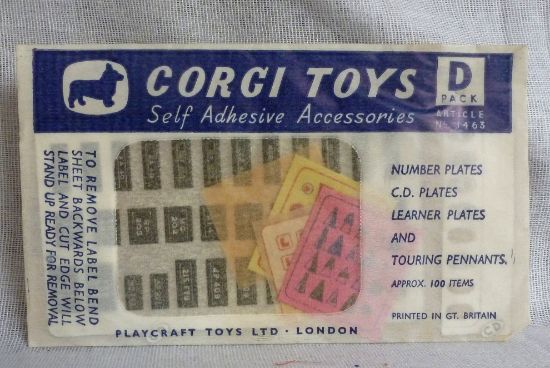 CORGI TOYS
Self Adhesive Accessories
D
PACK
ARTICLE
No. 1463
TO REMOVE LABEL BEND
SHEET BACKWARDS BELOW
LABEL AND CUT EDGE WILL
STAND UP READY FOR REMOVAL
NUMBER PLATES
C.D. PLATES
LEARNER PLATES
AND
TOURING PENNANTS.
APPROX. 100 ITEMS
PRINTED IN GT. BRITAIN
PLAYCRAFT TOYS LTD · LONDON
CD